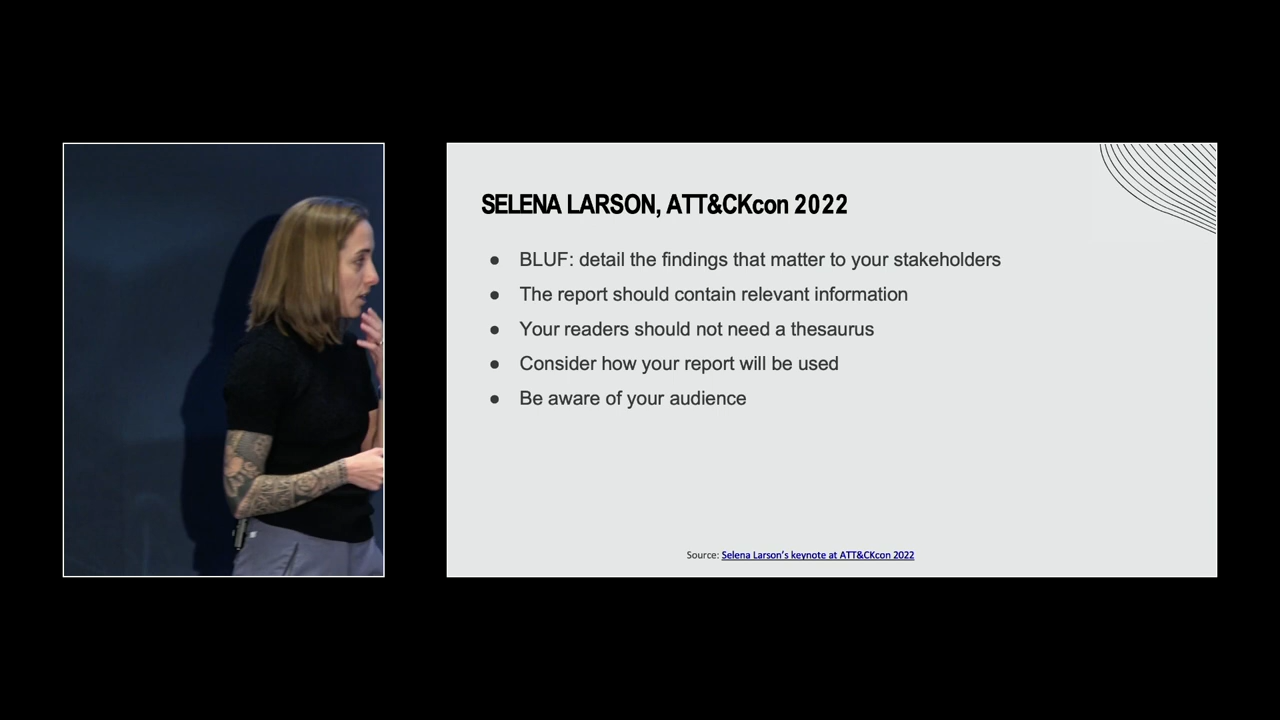 SELENA LARSON, ATT&CKcon 2022
● BLUF: detail the findings that matter to your stakeholders
● The report should contain relevant information
● Your readers should not need a thesaurus
● Consider how your report will be used
● Be aware of your audience
Source: Selena Larson's keynote at ATT&CKcon 2022